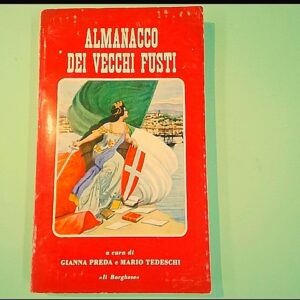 ALMANACCO
DEI VECCHI FUSTI
a cura di
GIANNA PREDA e MARIO TEDESCHI
«Il Borghese»